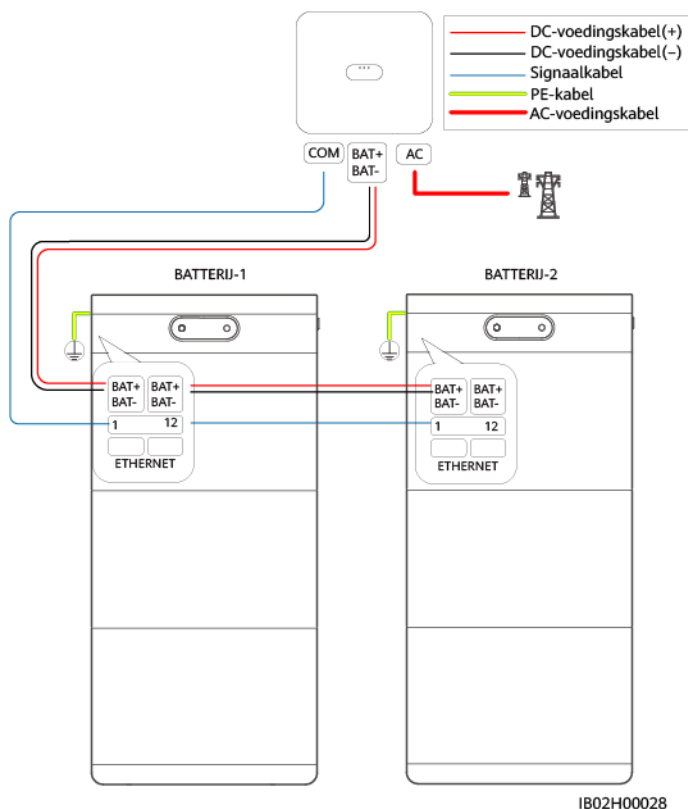 DC-voedingskabel(+)
DC-voedingskabel(−)
Signaalkabel
PE-kabel
AC-voedingskabel
COM
BAT+
BAT-
AC
BATTERIJ-1
BATTERIJ-2
BAT+
BAT-
BAT+
BAT-
1
12
ETHERNET
BAT+
BAT-
BAT+
BAT-
1
12
ETHERNET
IB02H00028